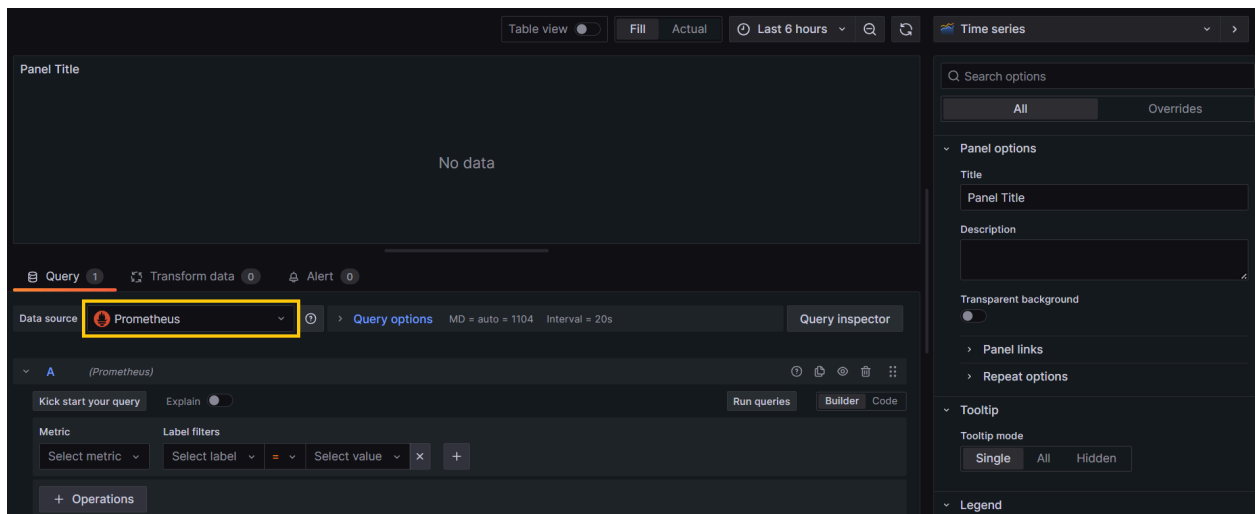 Table view Fill Actual Last 6 hours Time series
Panel Title
Search options
All Overrides
No data
Panel options
Title
Panel Title
Description
Query 1 Transform data 0 Alert 0
Transparent background
Data source Prometheus Query options MD = auto = 1104 Interval = 20s Query inspector
Panel links
A (Prometheus)
Repeat options
Kick start your query Explain Run queries Builder Code
Tooltip
Metric Label filters
Tooltip mode
Select metric Select label = Select value
Single All Hidden
+ Operations
Legend